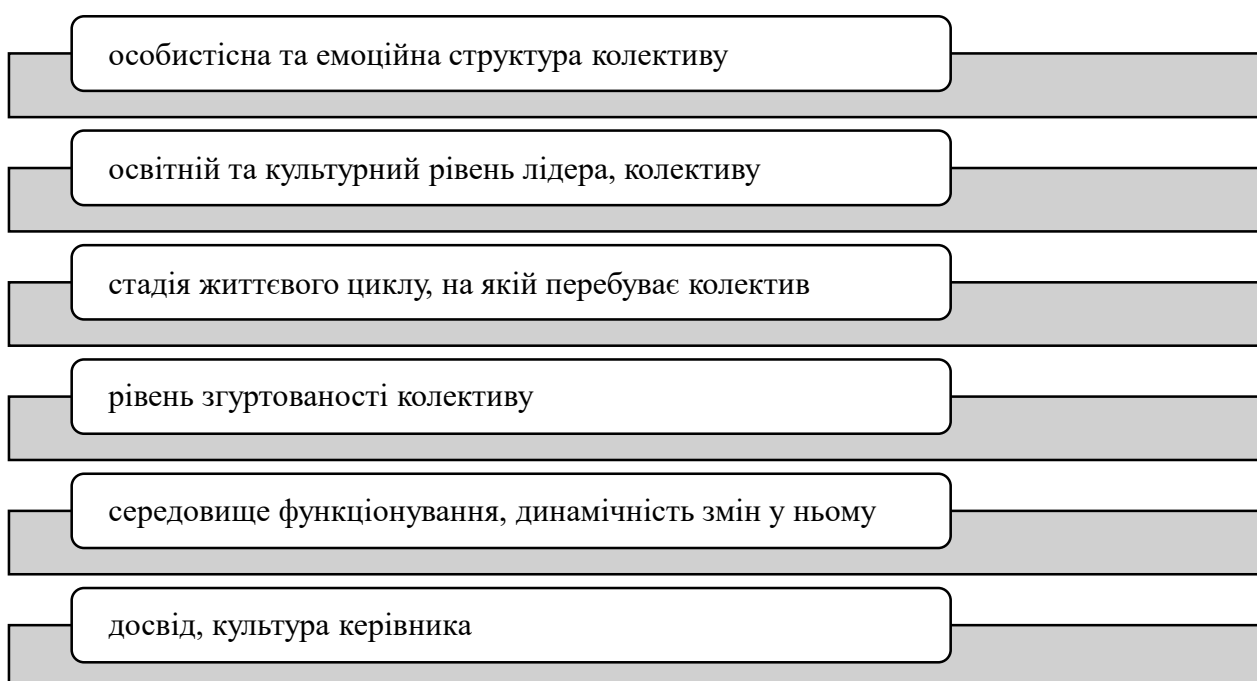 особистісна та емоційна структура колективу
освітній та культурний рівень лідера, колективу
стадія життєвого циклу, на якій перебуває колектив
рівень згуртованості колективу
середовище функціонування, динамічність змін у ньому
досвід, культура керівника